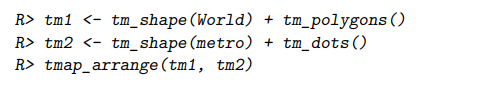 R> tm1 <- tm_shape(World) + tm_polygons()
R> tm2 <- tm_shape(metro) + tm_dots()
R> tmap_arrange(tm1, tm2)